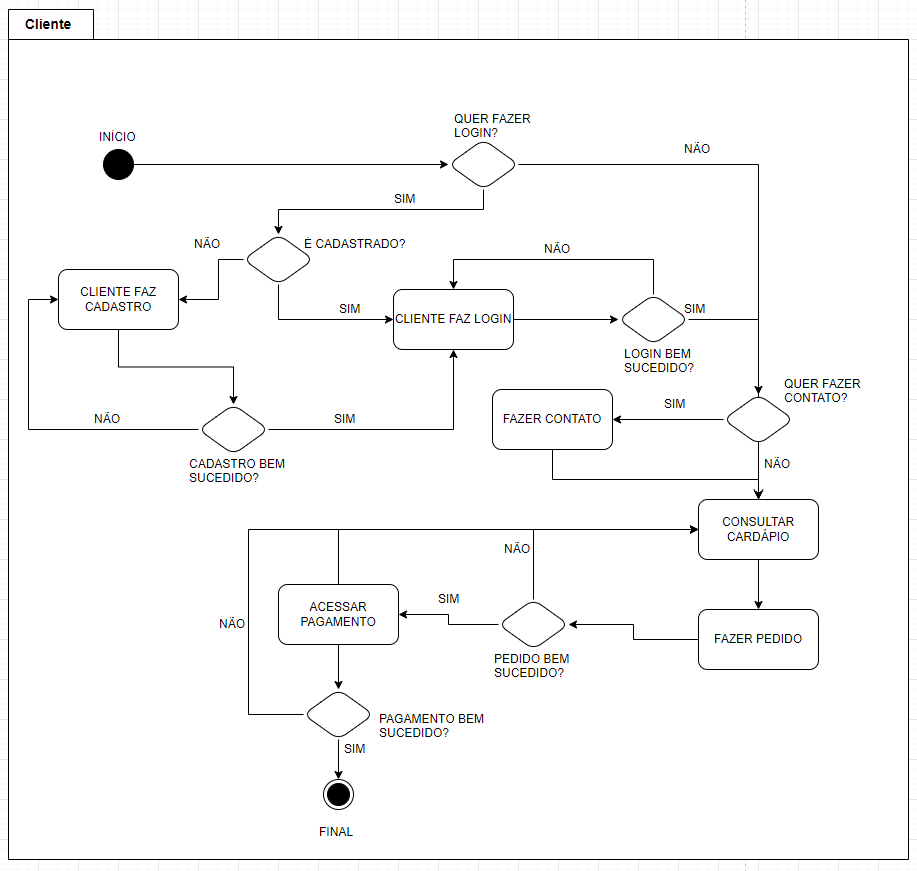 Cliente
QUER FAZER
LOGIN?
INÍCIO
NÃO
SIM
NÃO
É CADASTRADO?
NÃO
CLIENTE FAZ
CADASTRO
SIM
CLIENTE FAZ LOGIN
SIM
LOGIN BEM
SUCEDIDO?
QUER FAZER
CONTATO?
SIM
FAZER CONTATO
NÃO
SIM
CADASTRO BEM
SUCEDIDO?
NÃO
CONSULTAR
CARDÁPIO
NÃO
SIM
ACESSAR
PAGAMENTO
NÃO
FAZER PEDIDO
PEDIDO BEM
SUCEDIDO?
PAGAMENTO BEM
SUCEDIDO?
SIM
FINAL